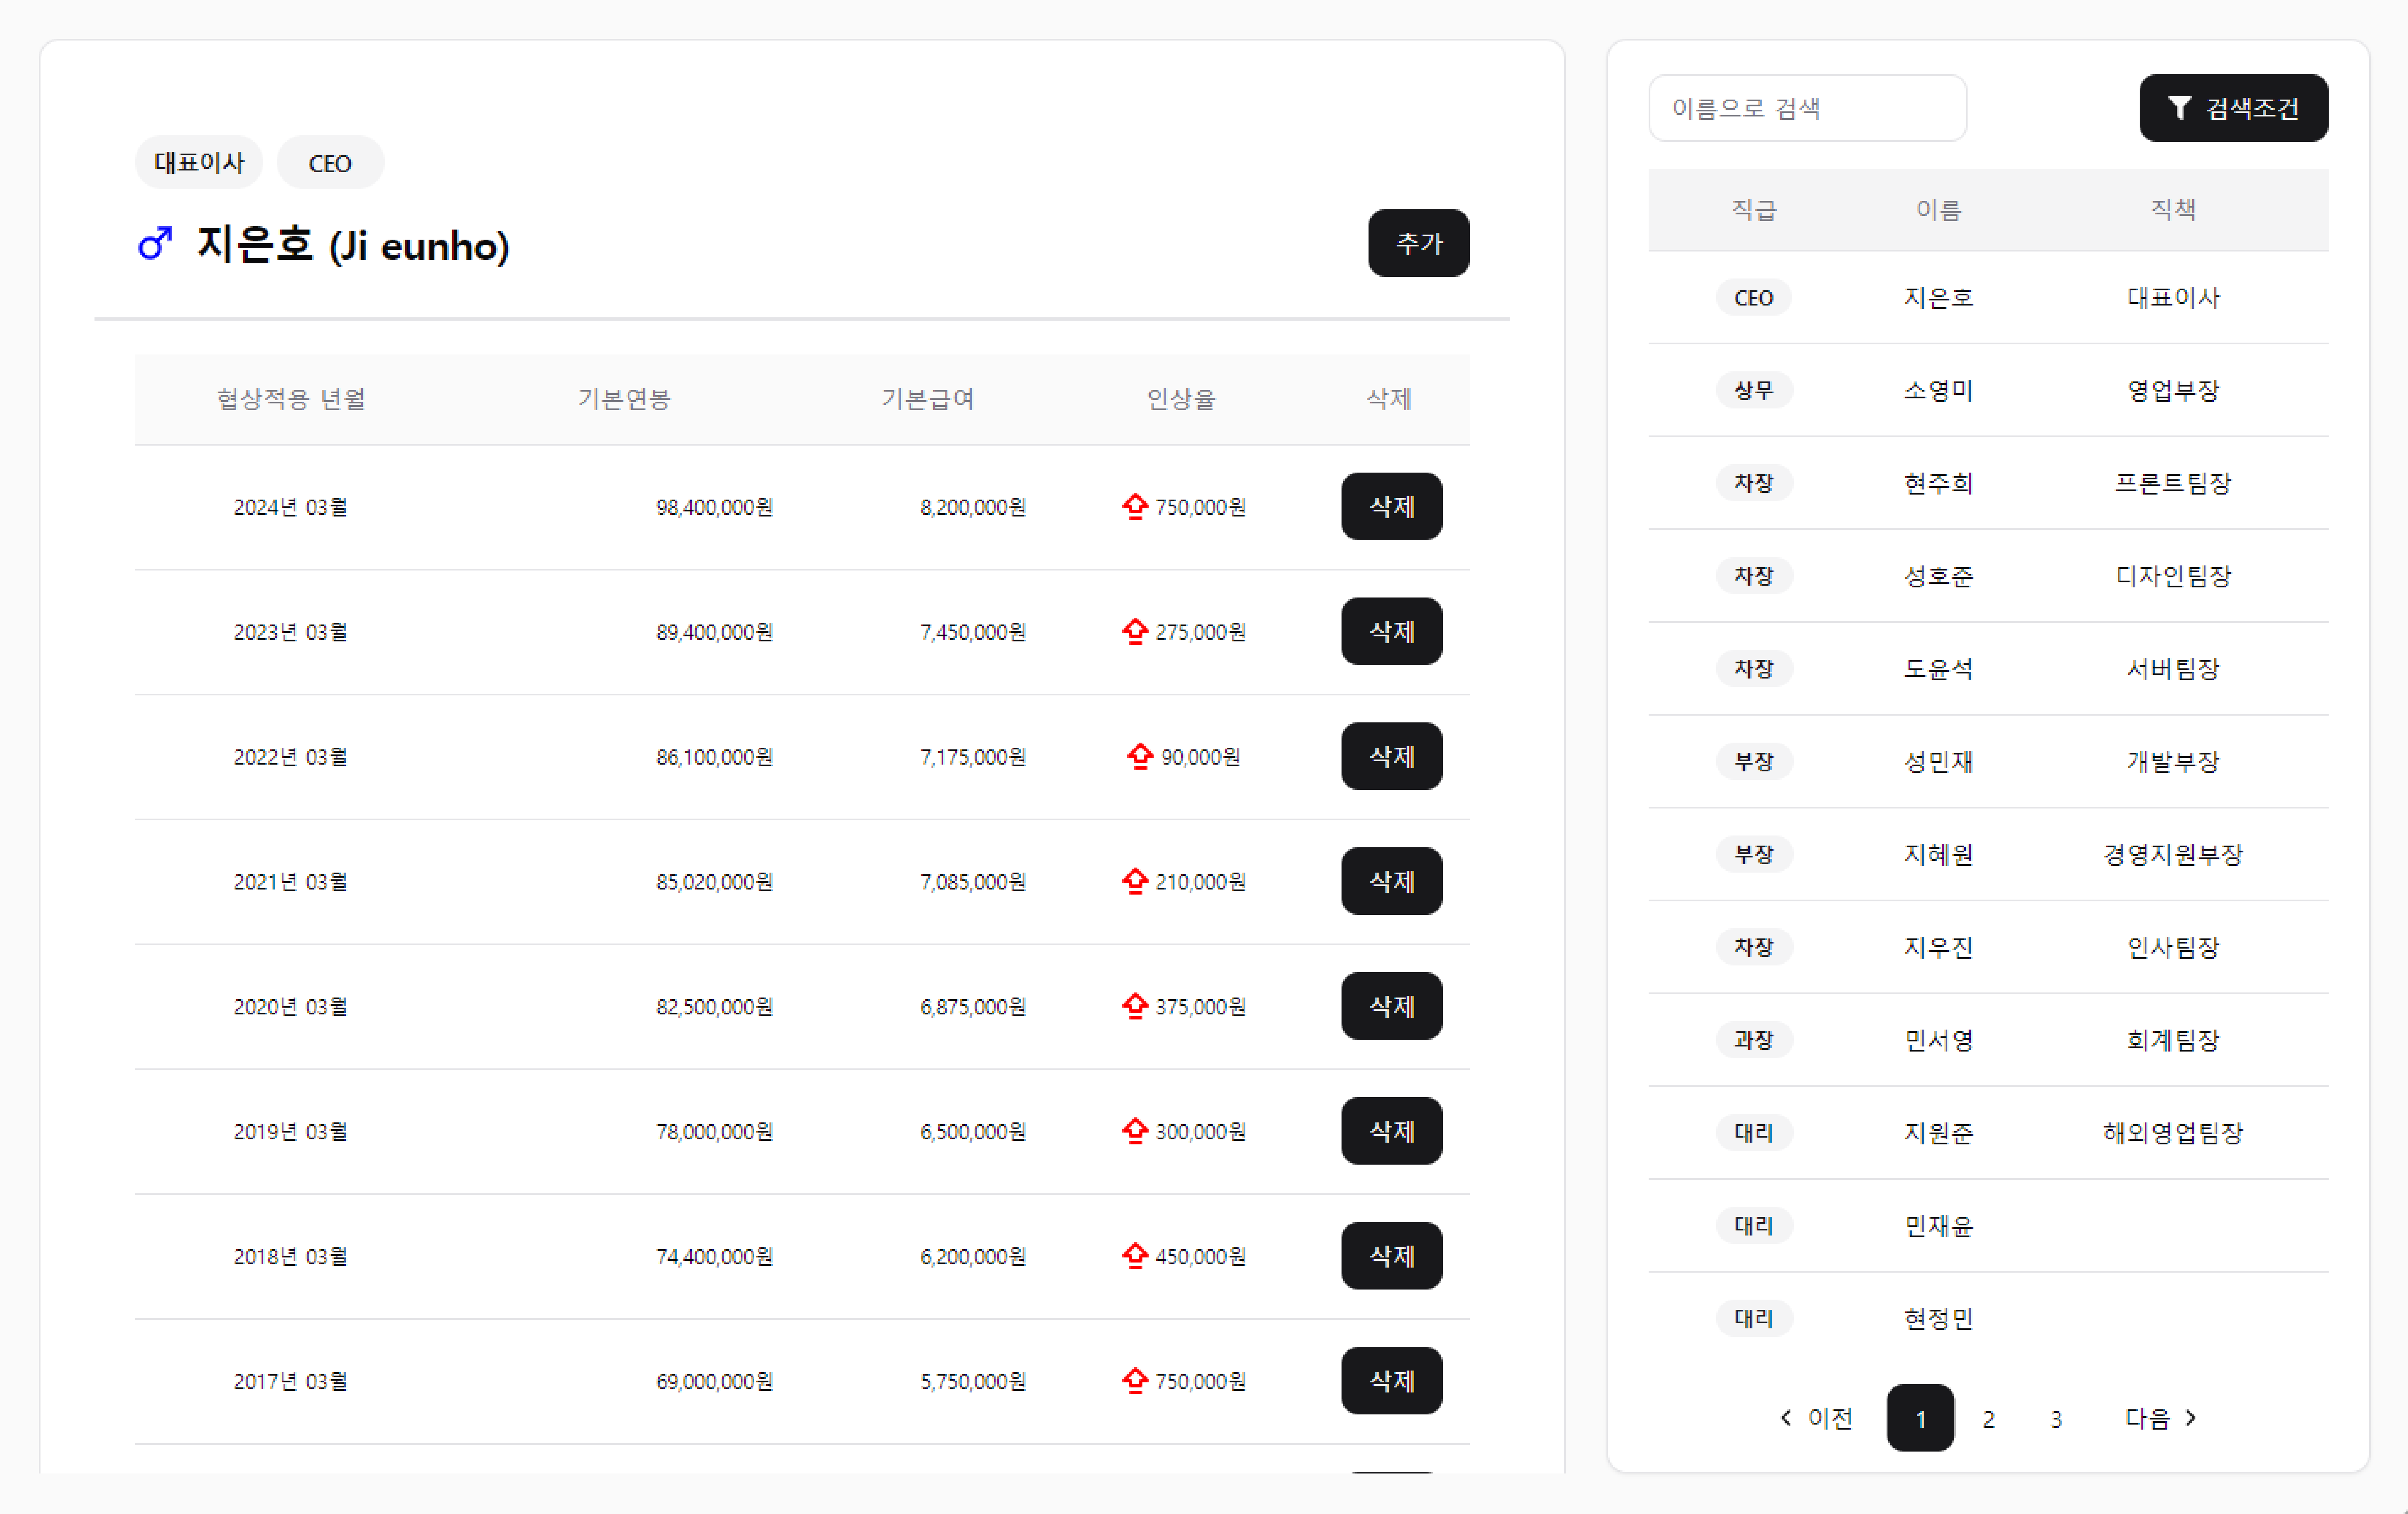 대표이사 CEO
지은호 (Ji eunho)
추가
협상적용 년월 기본연봉 기본급여 인상율 삭제
2024년 03월 98,400,000원 8,200,000원 750,000원 삭제
2023년 03월 89,400,000원 7,450,000원 275,000원 삭제
2022년 03월 86,100,000원 7,175,000원 90,000원 삭제
2021년 03월 85,020,000원 7,085,000원 210,000원 삭제
2020년 03월 82,500,000원 6,875,000원 375,000원 삭제
2019년 03월 78,000,000원 6,500,000원 300,000원 삭제
2018년 03월 74,400,000원 6,200,000원 450,000원 삭제
2017년 03월 69,000,000원 5,750,000원 750,000원 삭제
이름으로 검색 검색조건
직급 이름 직책
CEO 지은호 대표이사
상무 소영미 영업부장
차장 현주희 프론트팀장
차장 성호준 디자인팀장
차장 도윤석 서버팀장
부장 성민재 개발부장
부장 지혜원 경영지원부장
차장 지우진 인사팀장
과장 민서영 회계팀장
대리 지원준 해외영업팀장
대리 민재윤
대리 현정민
이전 1 2 3 다음